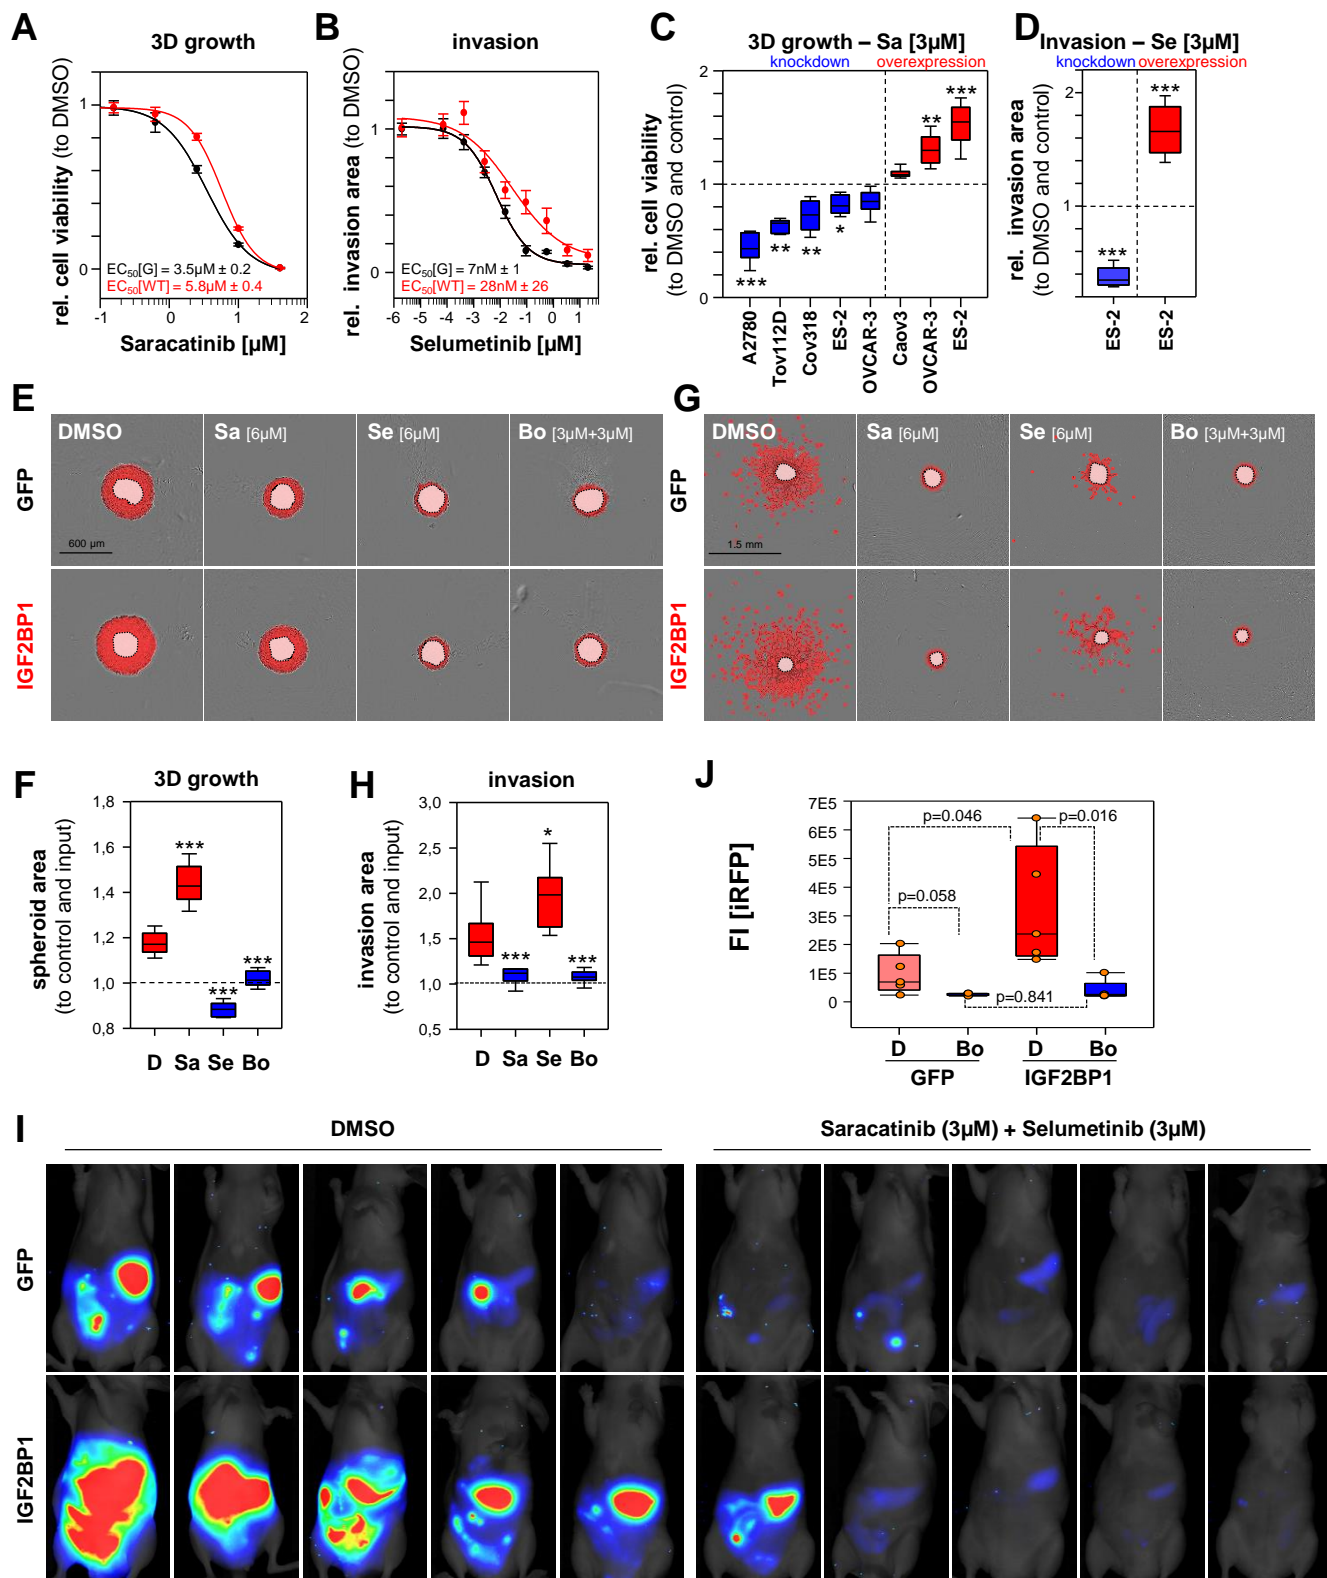 A
3D growth
rel. cell viability (to DMSO)
1
0
EC50[G] = 3.5µM ± 0.2
EC50[WT] = 5.8µM ± 0.4
-1 0 1 2
Saracatinib [µM]
B
invasion
rel. invasion area (to DMSO)
1
0
EC50[G] = 7nM ± 1
EC50[WT] = 28nM ± 26
-6 -5 -4 -3 -2 -1 0 1
Selumetinib [µM]
C
3D growth – Sa [3µM]
knockdown overexpression
rel. cell viability
(to DMSO and control)
2
1
0
***
**
**
*
**
***
A2780
Tov112D
Cov318
ES-2
OVCAR-3
Caov3
OVCAR-3
ES-2
D
Invasion – Se [3µM]
knockdown overexpression
rel. invasion area
(to DMSO and control)
2
1
0
***
***
ES-2
ES-2
E
GFP
IGF2BP1
DMSO
Sa [6µM]
Se [6µM]
Bo [3µM+3µM]
600 µm
G
GFP
IGF2BP1
DMSO
Sa [6µM]
Se [6µM]
Bo [3µM+3µM]
1.5 mm
F
3D growth
spheroid area
(to control and input)
1,8
1,6
1,4
1,2
1,0
0,8
***
***
***
D Sa Se Bo
H
invasion
invasion area
(to control and input)
3,0
2,5
2,0
1,5
1,0
0,5
***
*
***
D Sa Se Bo
J
FI [iRFP]
7E5
6E5
5E5
4E5
3E5
2E5
1E5
0
p=0.046
p=0.016
p=0.058
p=0.841
D Bo D Bo
GFP IGF2BP1
I
DMSO
Saracatinib (3µM) + Selumetinib (3µM)
GFP
IGF2BP1